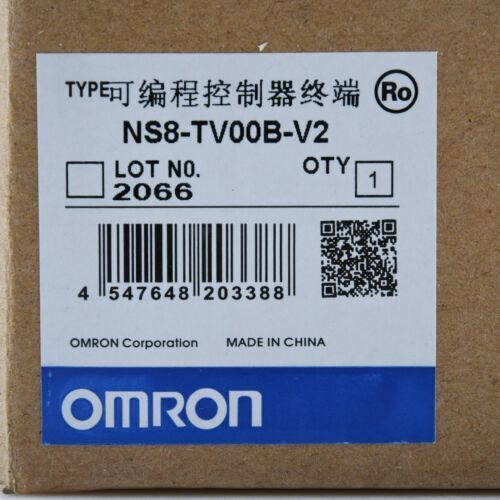 TYPE可编程控制器终端 Ro
NS8-TV00B-V2
LOT NO. QTY
2066 1
4 547648 203388
OMRON Corporation MADE IN CHINA
OMRON